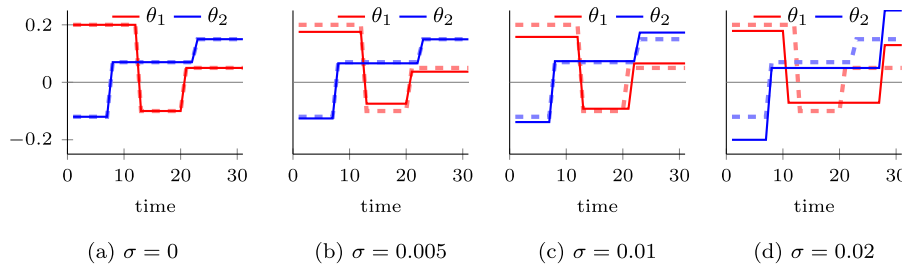 θ₁ θ₂ θ₁ θ₂ θ₁ θ₂ θ₁ θ₂
0.2
0
−0.2
0 10 20 30 0 10 20 30 0 10 20 30 0 10 20 30
time time time time
(a) σ = 0 (b) σ = 0.005 (c) σ = 0.01 (d) σ = 0.02